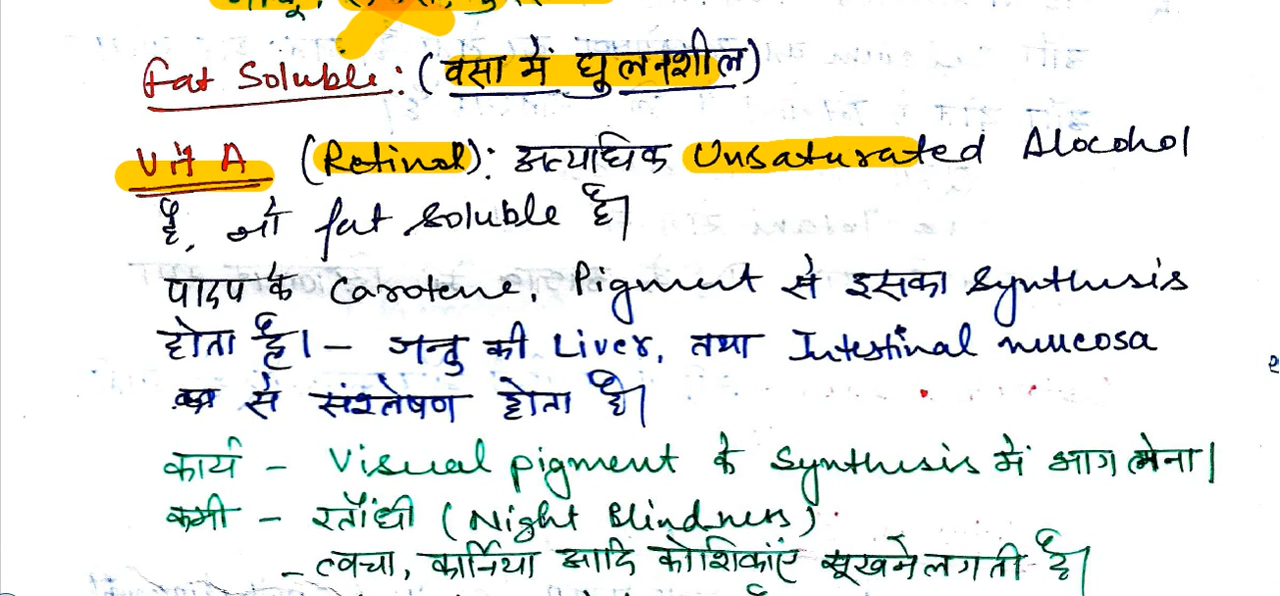 Fat Soluble: (वसा में घुलनशील)
Vit A (Retinal): अत्याधिक Unsaturated Alocohol
है, जो fat soluble है।
पादप के Carotene, Pigment से इसका Synthesis
होता है। - जन्तु की Liver, तथा Intestinal mucosa
से संश्लेषण होता है।
कार्य - Visual pigment के Synthesis में भाग लेना।
कमी - रतौंधी (Night Blindness)
- त्वचा, कार्निया आदि कोशिकाएं सूखने लगती है।